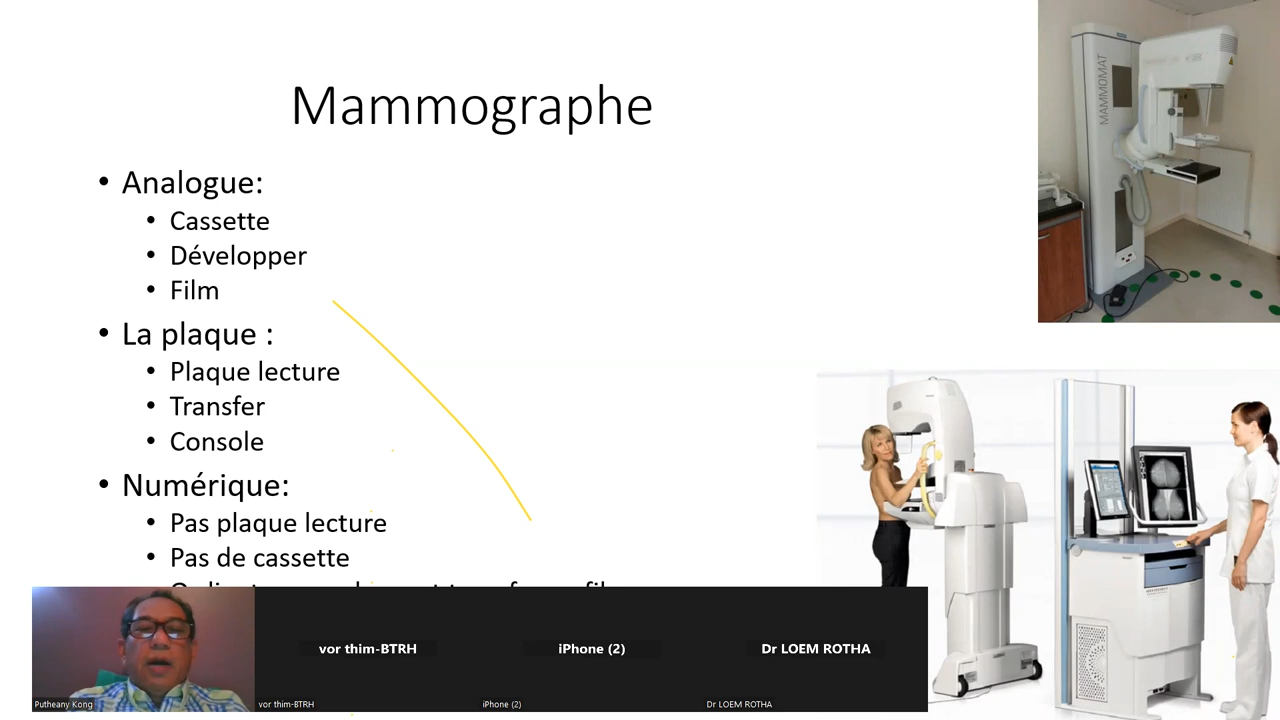 Mammographe
MAMMOMAT
• Analogue:
• Cassette
• Développer
• Film
• La plaque :
• Plaque lecture
• Transfer
• Console
• Numérique:
• Pas plaque lecture
• Pas de cassette
vor thim-BTRH
iPhone (2)
Dr LOEM ROTHA
Putheany Kong
vor thim-BTRH
iPhone (2)
Dr LOEM ROTHA